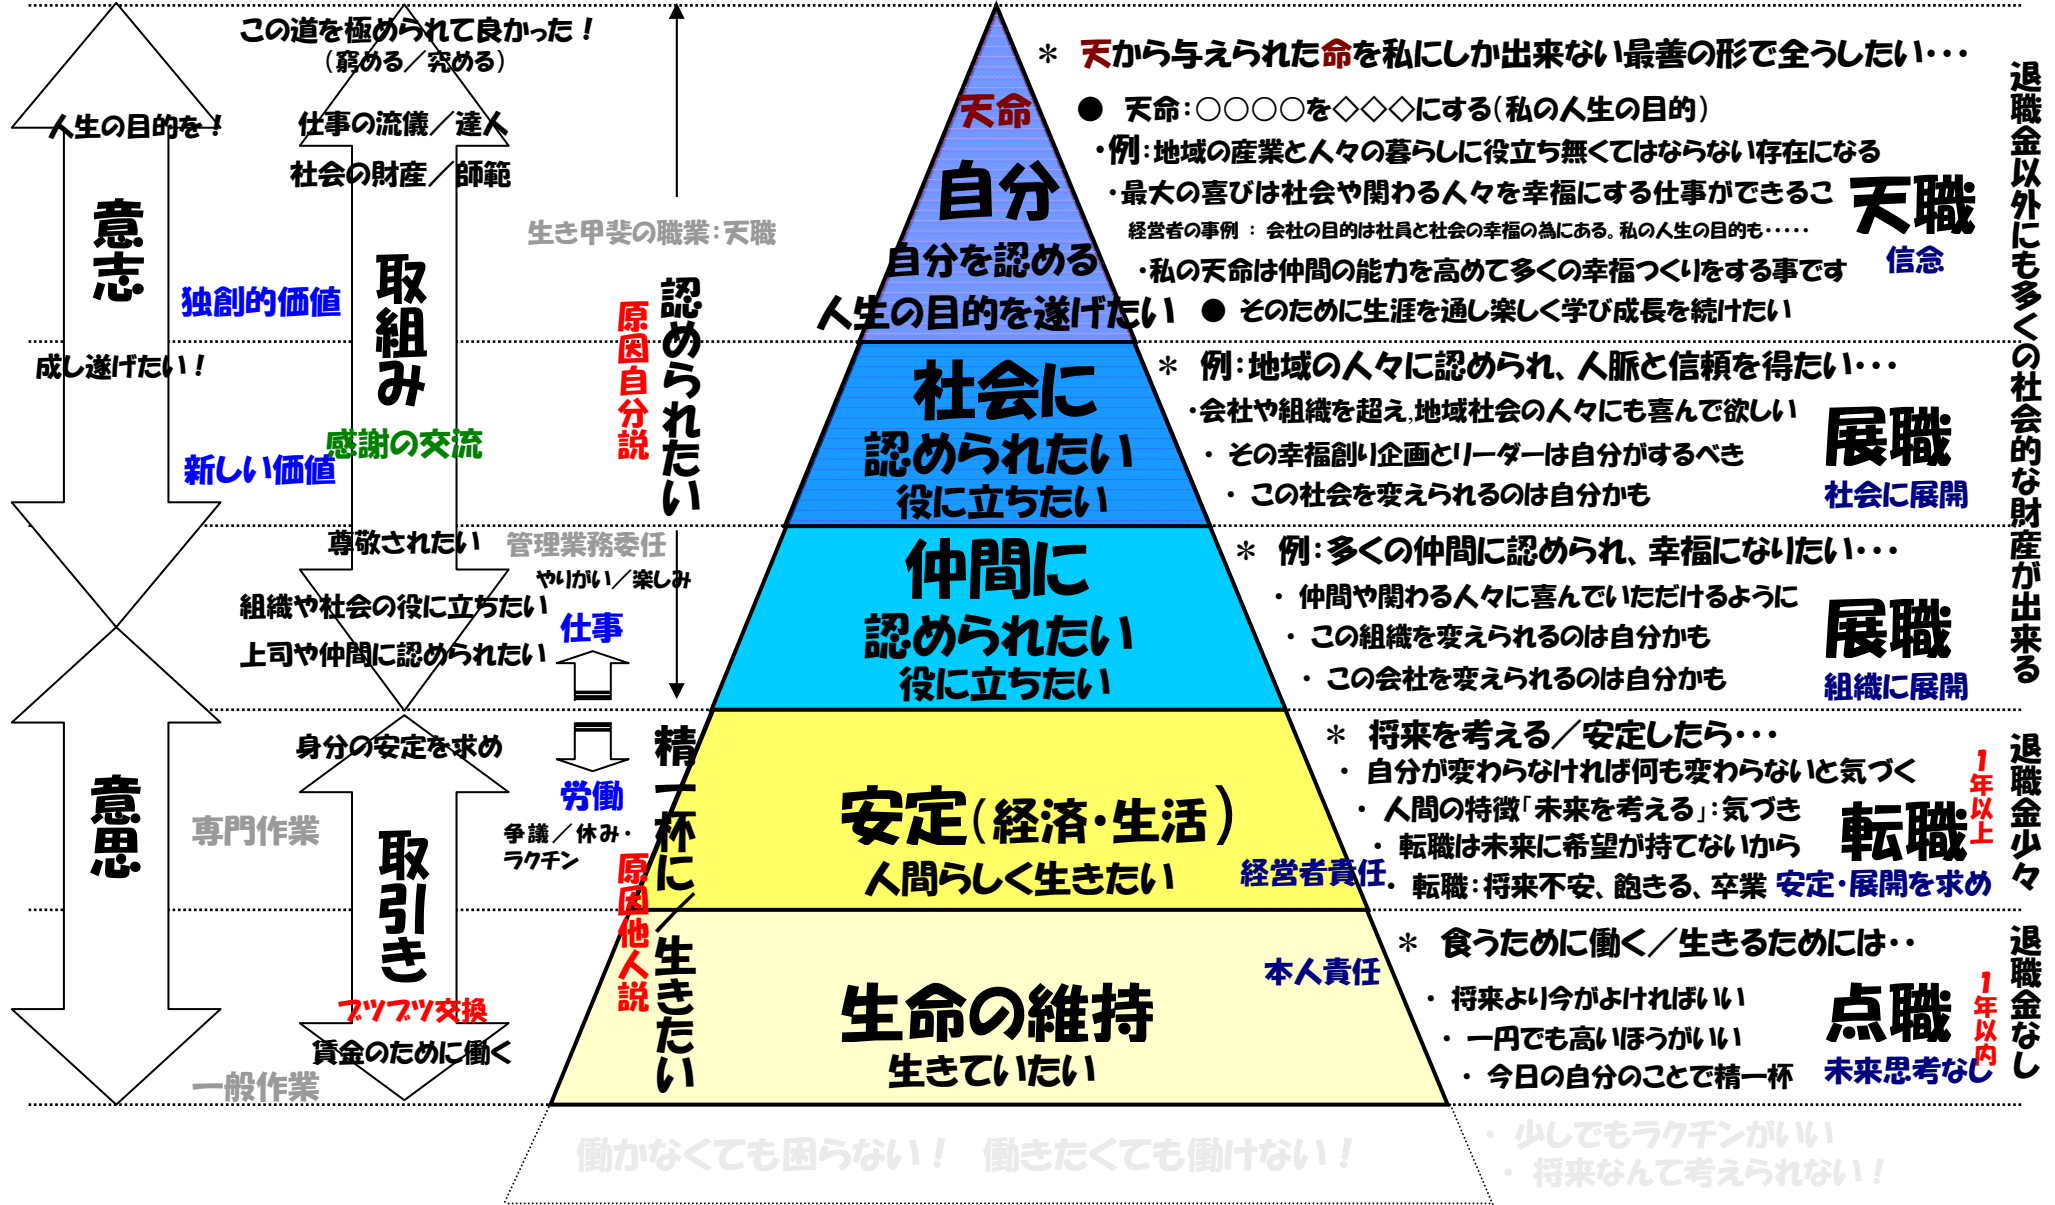 この道を極められて良かった！
（窮める／究める）
人生の目的を！
仕事の流儀／達人
社会の財産／師範
意志
取組み
独創的価値
成し遂げたい！
感謝の交流
新しい価値
尊敬されたい
組織や社会の役に立ちたい
上司や仲間に認められたい
意思
身分の安定を求め
専門作業
取引き
ブツブツ交換
賃金のために働く
一般作業
生き甲斐の職業：天職
認められたい
原因自分説
管理業務委任
やりがい／楽しみ
仕事
労働
争議／休み・
ラクチン
精一杯に／生きたい
原因他人説
天命
自分
自分を認める
人生の目的を遂げたい
社会に
認められたい
役に立ちたい
仲間に
認められたい
役に立ちたい
安定（経済・生活）
人間らしく生きたい
経営者責任
生命の維持
生きていたい
本人責任
働かなくても困らない！　働きたくても働けない！
＊　天から与えられた命を私にしか出来ない最善の形で全うしたい・・・
●　天命：○○○○を◇◇◇にする（私の人生の目的）
・例：地域の産業と人々の暮らしに役立ち無くてはならない存在になる
・最大の喜びは社会や関わる人々を幸福にする仕事ができるこ
経営者の事例　：　会社の目的は社員と社会の幸福の為にある。私の人生の目的も・・・・・
・私の天命は仲間の能力を高めて多くの幸福つくりをする事です
●　そのために生涯を通し楽しく学び成長を続けたい
天職
信念
＊　例：地域の人々に認められ、人脈と信頼を得たい・・・
・会社や組織を超え,地域社会の人々にも喜んで欲しい
・　その幸福創り企画とリーダーは自分がするべき
・　この社会を変えられるのは自分かも
展職
社会に展開
＊　例：多くの仲間に認められ、幸福になりたい・・・
・　仲間や関わる人々に喜んでいただけるように
・　この組織を変えられるのは自分かも
・　この会社を変えられるのは自分かも
展職
組織に展開
＊　将来を考える／安定したら・・・
・　自分が変わらなければ何も変わらないと気づく
・　人間の特徴「未来を考える」：気づき
・　転職は未来に希望が持てないから
・　転職：将来不安、飽きる、卒業
転職
1年以上
安定・展開を求め
＊　食うために働く／生きるためには・・
・　将来より今がよければいい
・　一円でも高いほうがいい
・　今日の自分のことで精一杯
点職
1年以内
未来思考なし
・　少しでもラクチンがいい
・　将来なんて考えられない！
退職金以外にも多くの社会的な財産が出来る
退職金少々
退職金なし